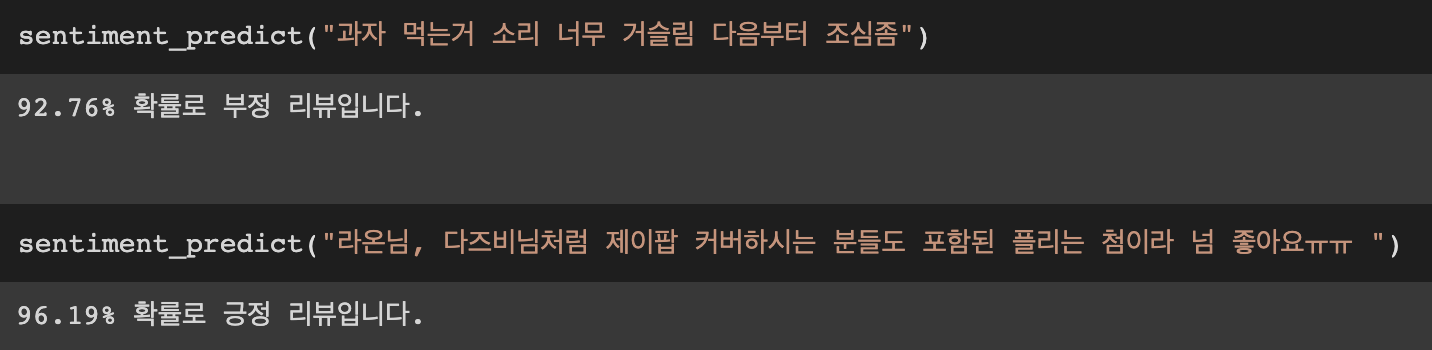 sentiment_predict("과자 먹는거 소리 너무 거슬림 다음부터 조심좀")
92.76% 확률로 부정 리뷰입니다.
sentiment_predict("라온님, 다즈비님처럼 제이팝 커버하시는 분들도 포함된 플리는 첨이라 넘 좋아요ㅠㅠ ")
96.19% 확률로 긍정 리뷰입니다.